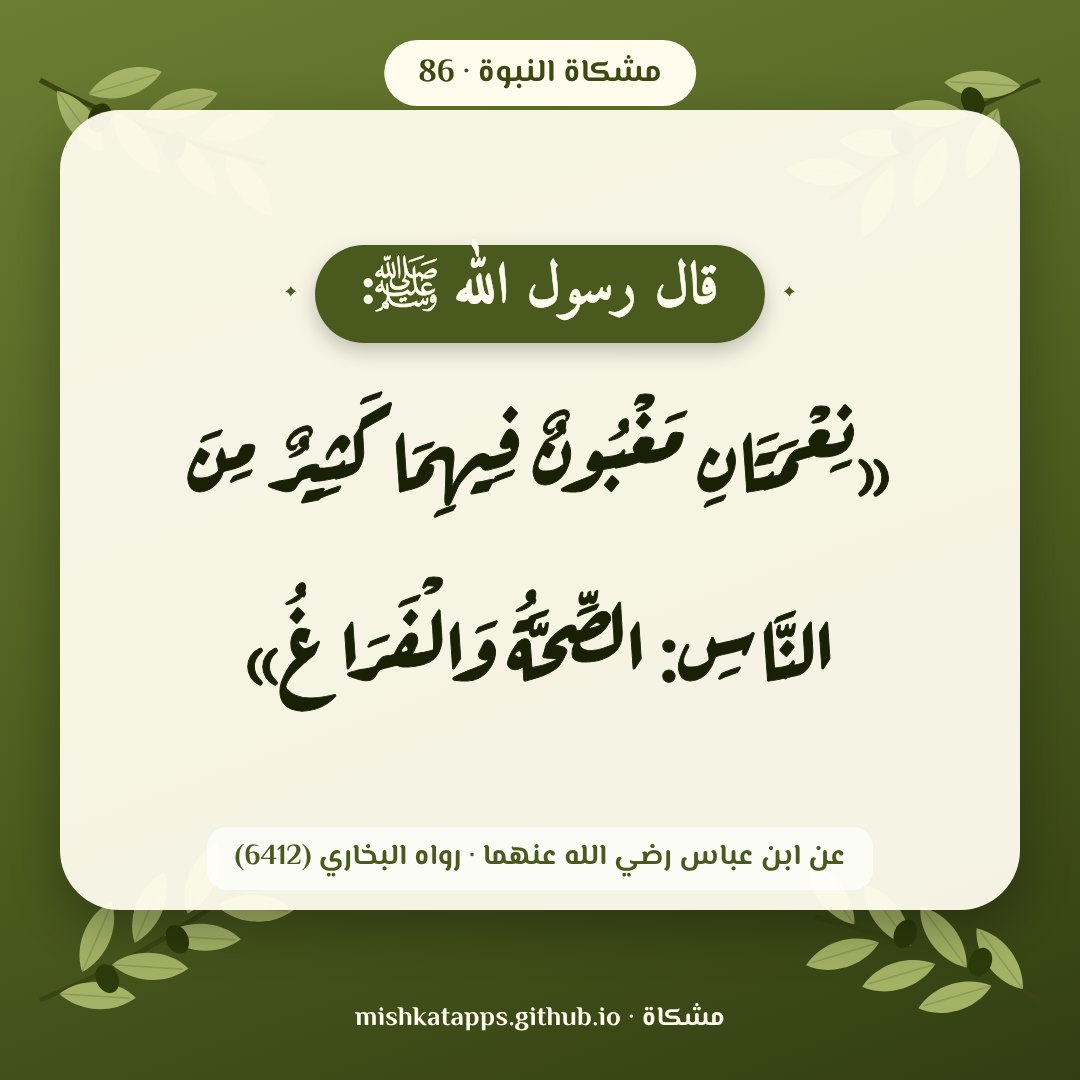 مشكاة النبوة · 86
قال رسول الله ﷺ:
«نِعْمَتَانِ مَغْبُونٌ فِيهِمَا كَثِيرٌ مِنَ
النَّاسِ: الصِّحَّةُ وَالْفَرَاغُ»
عن ابن عباس رضي الله عنهما · رواه البخاري (6412)
مشكاة · mishkatapps.github.io